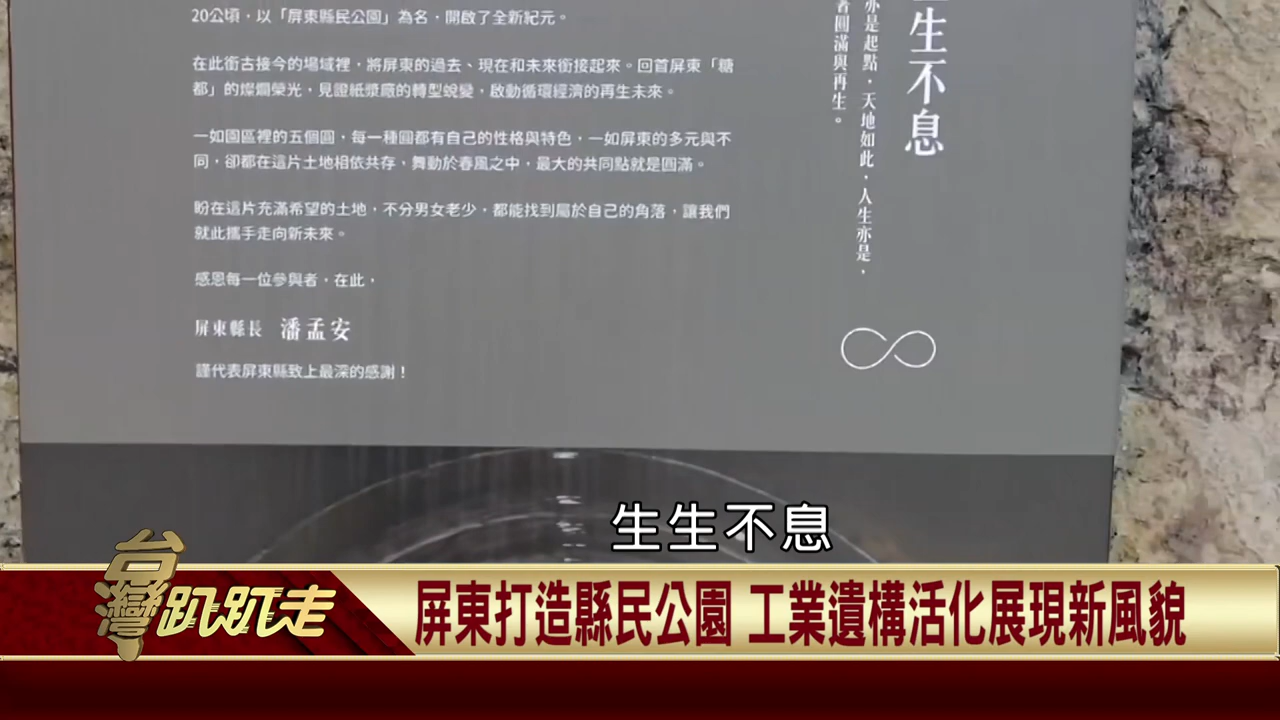 20公頃，以「屏東縣民公園」為名，開啟了全新紀元。
在此銜古接今的場域裡，將屏東的過去、現在和未來銜接起來。回首屏東「糖
都」的燦爛榮光，見證紙漿廠的轉型蛻變，啟動循環經濟的再生未來。
一如園區裡的五個圓，每一種圓都有自己的性格與特色，一如屏東的多元與不
同，卻都在這片土地相依共存、舞動於春風之中，最大的共同點就是圓滿。
盼在這片充滿希望的土地，不分男女老少，都能找到屬於自己的角落，讓我們
就此攜手走向新未來。
感恩每一位參與者，在此，
屏東縣長 潘孟安
謹代表屏東縣致上最深的感謝！
生不息
亦是起點，天地如此，人生亦是，
者圓滿與再生。
生生不息
台灣趴趴走
屏東打造縣民公園 工業遺構活化展現新風貌